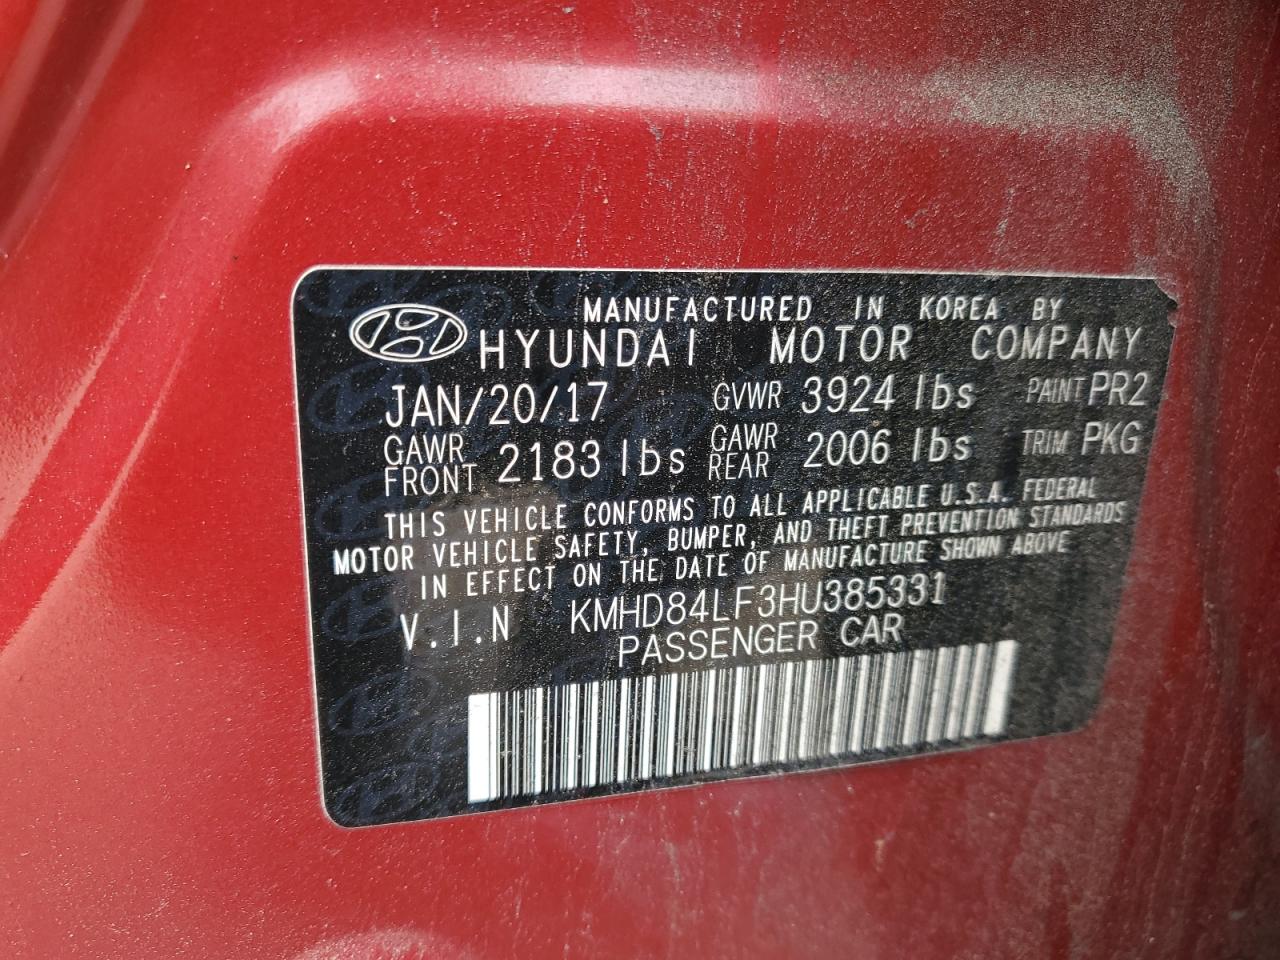 MANUFACTURED IN KOREA BY
HYUNDAI MOTOR COMPANY
JAN/20/17 GVWR 3924 lbs PAINT PR2
GAWR FRONT 2183 lbs GAWR REAR 2006 lbs TRIM PKG
THIS VEHICLE CONFORMS TO ALL APPLICABLE U.S.A. FEDERAL
MOTOR VEHICLE SAFETY, BUMPER, AND THEFT PREVENTION STANDARDS
IN EFFECT ON THE DATE OF MANUFACTURE SHOWN ABOVE
V.I.N KMHD84LF3HU385331
PASSENGER CAR